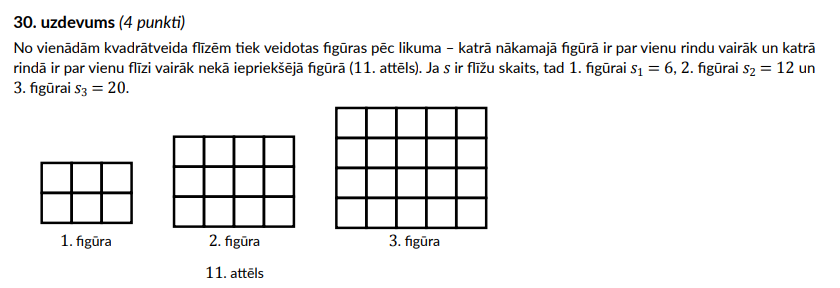 30. uzdevums (4 punkti)
No vienādām kvadrātveida flīzēm tiek veidotas figūras pēc likuma – katrā nākamajā figūrā ir par vienu rindu vairāk un katrā
rindā ir par vienu flīzi vairāk nekā iepriekšējā figūrā (11. attēls). Ja s ir flīžu skaits, tad 1. figūrai s₁ = 6, 2. figūrai s₂ = 12 un
3. figūrai s₃ = 20.
1. figūra 2. figūra 3. figūra
11. attēls